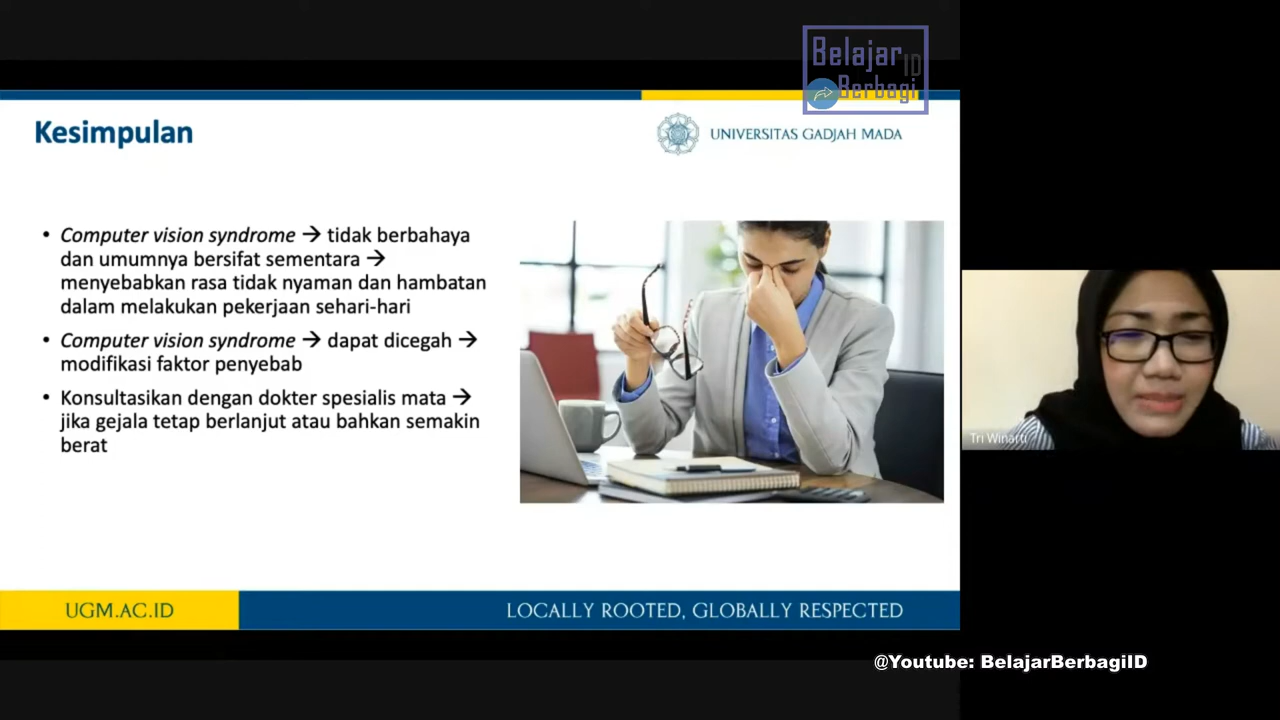 Belajar ID
Berbagi
Kesimpulan
UNIVERSITAS GADJAH MADA
• Computer vision syndrome → tidak berbahaya
dan umumnya bersifat sementara →
menyebabkan rasa tidak nyaman dan hambatan
dalam melakukan pekerjaan sehari-hari
• Computer vision syndrome → dapat dicegah →
modifikasi faktor penyebab
• Konsultasikan dengan dokter spesialis mata →
jika gejala tetap berlanjut atau bahkan semakin
berat
Tri Winarti
UGM.AC.ID
LOCALLY ROOTED, GLOBALLY RESPECTED
@Youtube: BelajarBerbagiID